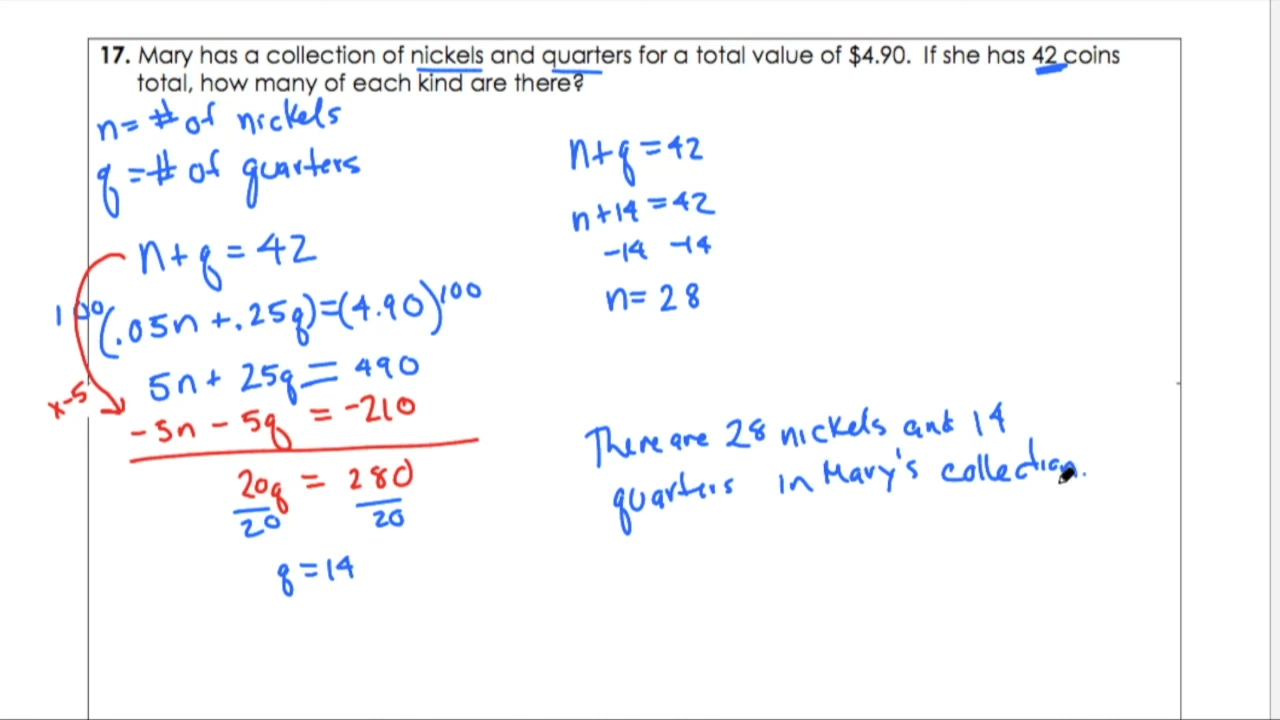 17. Mary has a collection of nickels and quarters for a total value of $4.90. If she has 42 coins
total, how many of each kind are there?
n = # of nickels
q = # of quarters
n + q = 42
100(.05n + .25q) = (4.90)100
5n + 25q = 490
x -5
-5n - 5q = -210
20q = 280
20 20
q = 14
n + q = 42
n + 14 = 42
-14 -14
n = 28
There are 28 nickels and 14
quarters in Mary's collection.